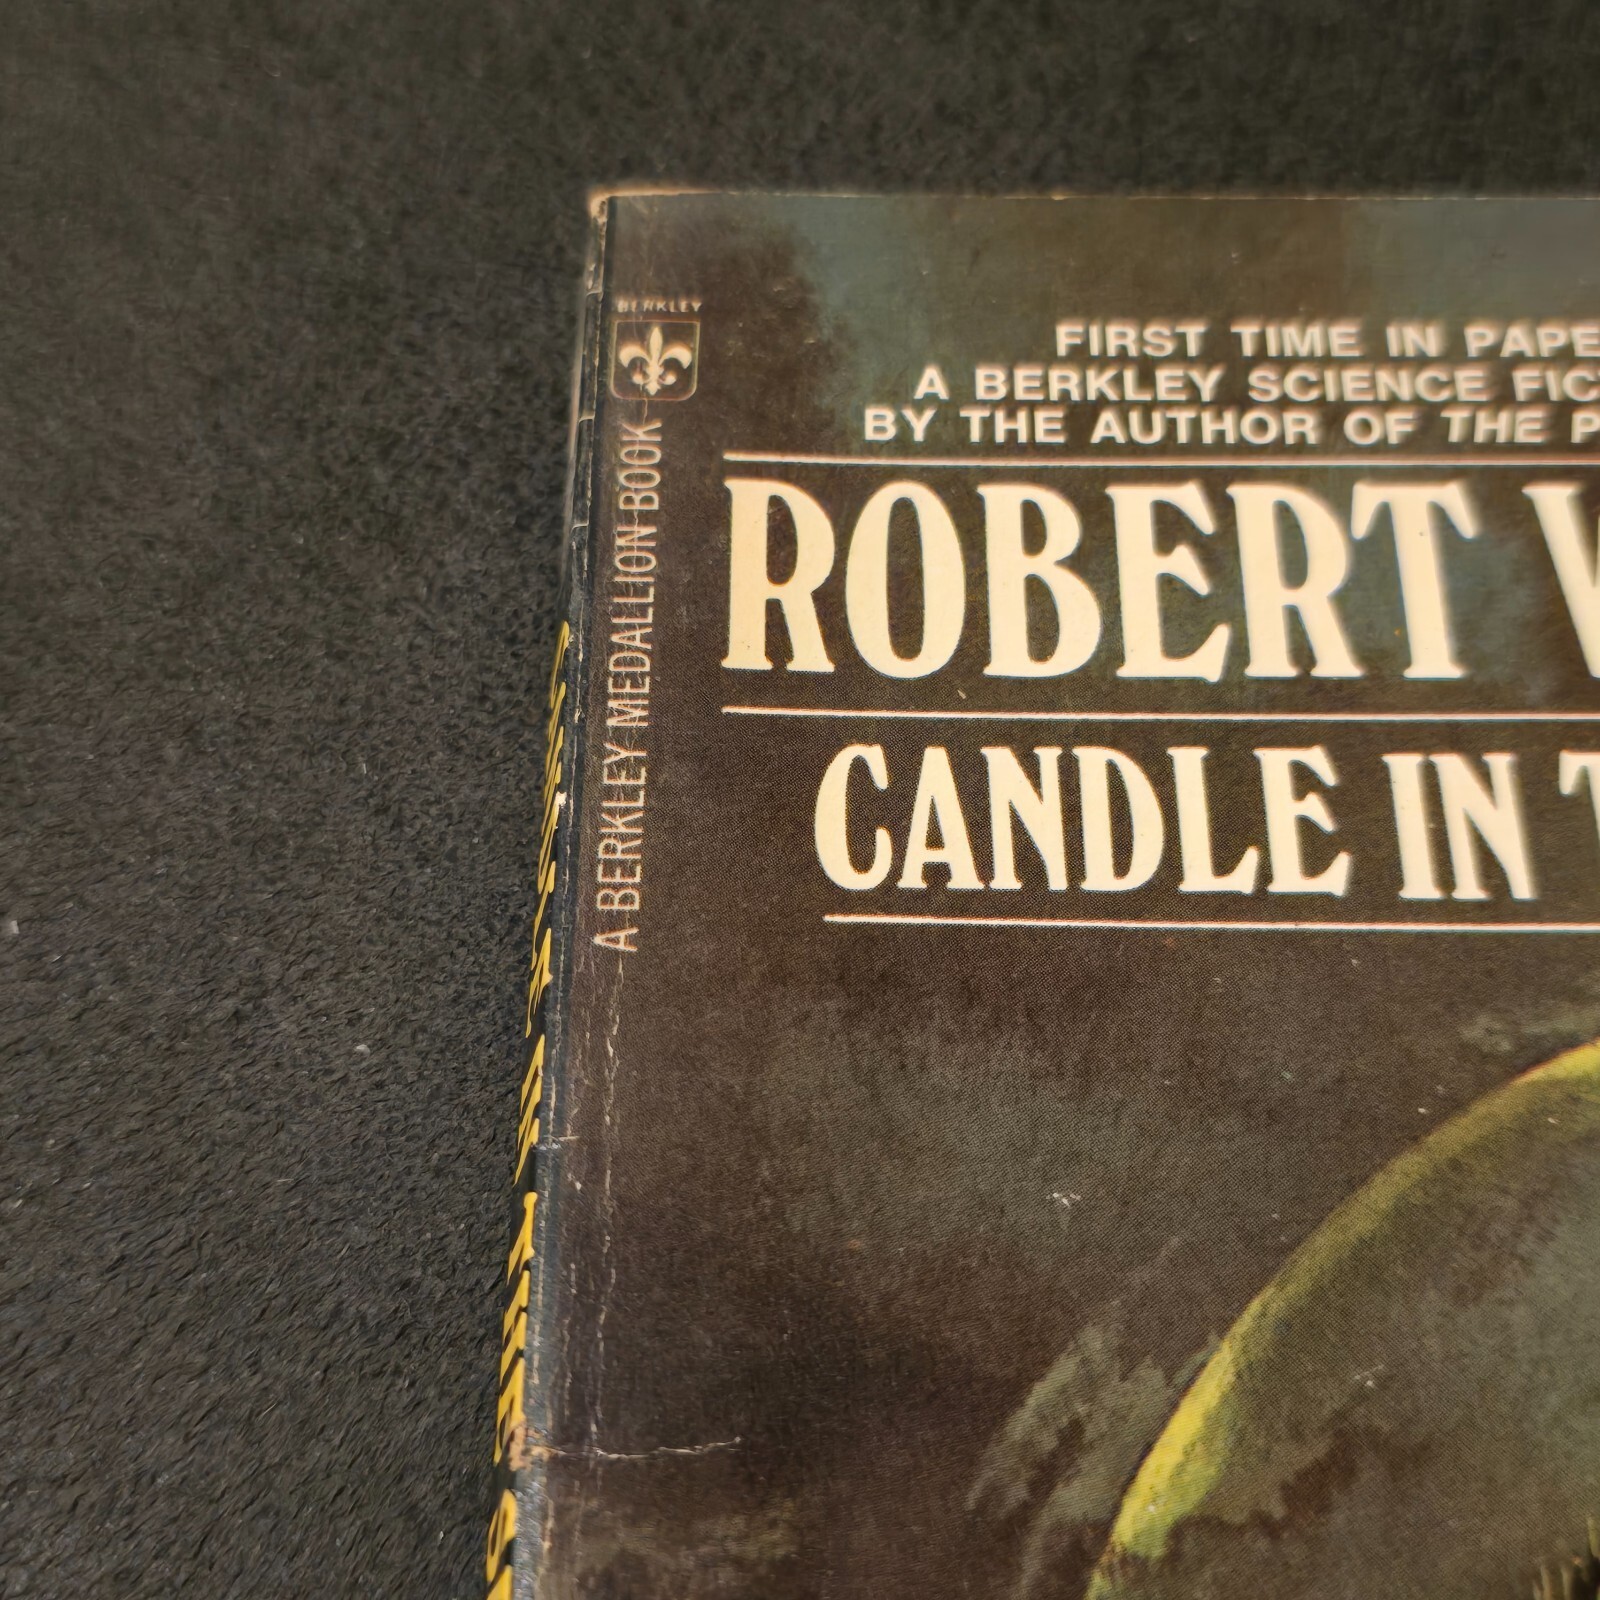 BERKLEY
A BERKLEY MEDALLION BOOK
FIRST TIME IN PAPE
A BERKLEY SCIENCE FICT
BY THE AUTHOR OF THE P
ROBERT W
CANDLE IN T